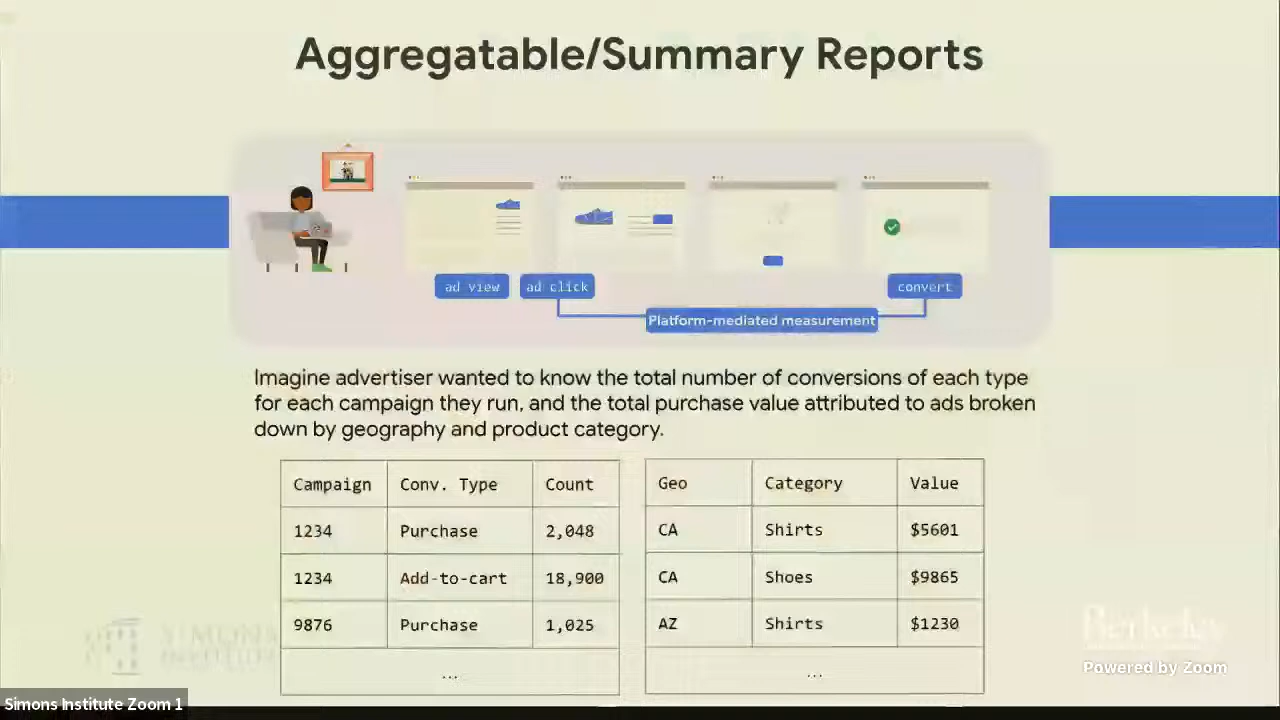 Aggregatable/Summary Reports
ad view
ad click
convert
Platform-mediated measurement
Imagine advertiser wanted to know the total number of conversions of each type
for each campaign they run, and the total purchase value attributed to ads broken
down by geography and product category.
Campaign Conv. Type Count
1234 Purchase 2,048
1234 Add-to-cart 18,900
9876 Purchase 1,025
...
Geo Category Value
CA Shirts $5601
CA Shoes $9865
AZ Shirts $1230
...
SIMONS
INSTITUTE
Berkeley
Powered by Zoom
Simons Institute Zoom 1